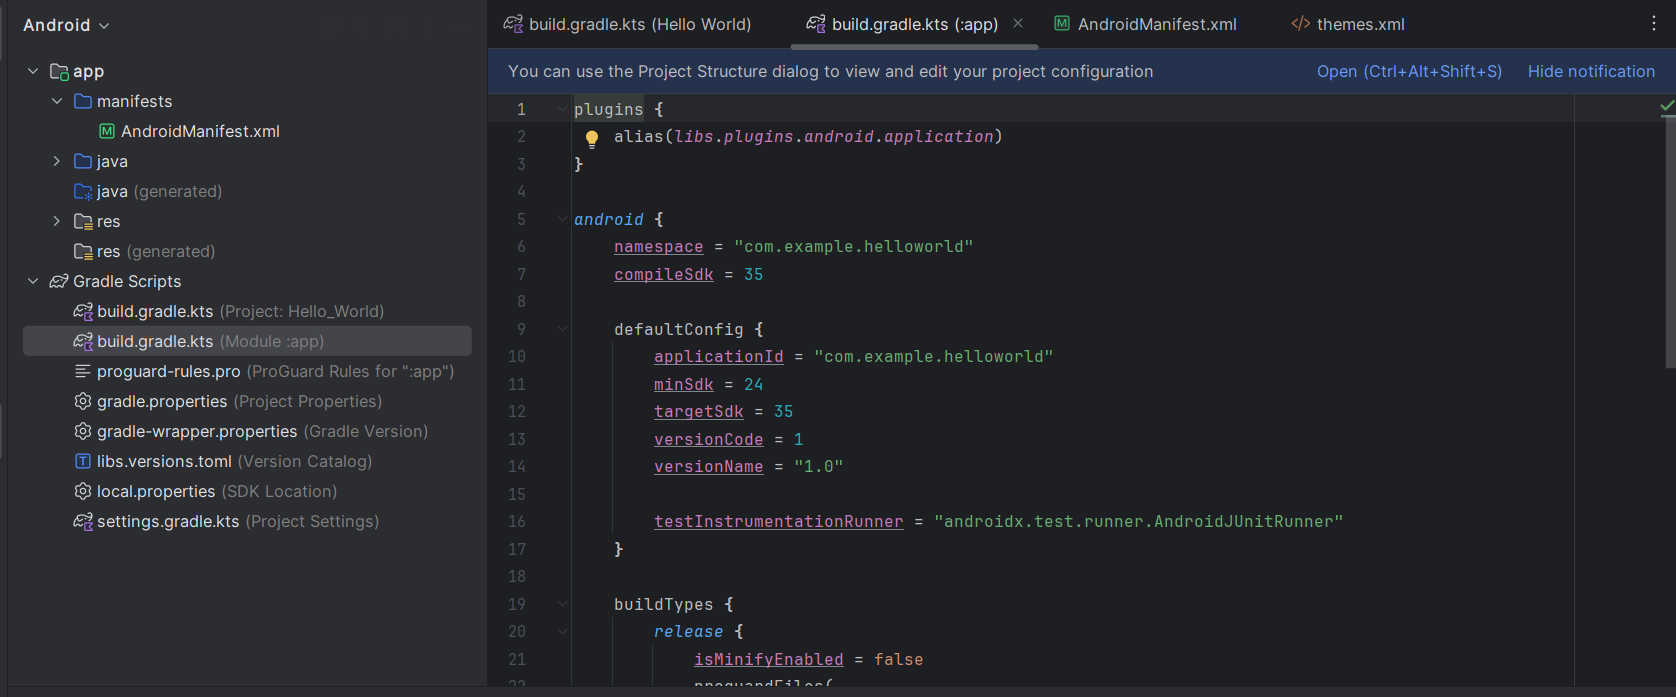 Android
app
manifests
AndroidManifest.xml
java
java (generated)
res
res (generated)
Gradle Scripts
build.gradle.kts (Project: Hello_World)
build.gradle.kts (Module :app)
proguard-rules.pro (ProGuard Rules for ":app")
gradle.properties (Project Properties)
gradle-wrapper.properties (Gradle Version)
libs.versions.toml (Version Catalog)
local.properties (SDK Location)
settings.gradle.kts (Project Settings)
build.gradle.kts (Hello World) build.gradle.kts (:app) AndroidManifest.xml themes.xml
You can use the Project Structure dialog to view and edit your project configuration Open (Ctrl+Alt+Shift+S) Hide notification
1 plugins {
2 alias(libs.plugins.android.application)
3 }
4
5 android {
6 namespace = "com.example.helloworld"
7 compileSdk = 35
8
9 defaultConfig {
10 applicationId = "com.example.helloworld"
11 minSdk = 24
12 targetSdk = 35
13 versionCode = 1
14 versionName = "1.0"
15
16 testInstrumentationRunner = "androidx.test.runner.AndroidJUnitRunner"
17 }
18
19 buildTypes {
20 release {
21 isMinifyEnabled = false
22 proguardFiles(